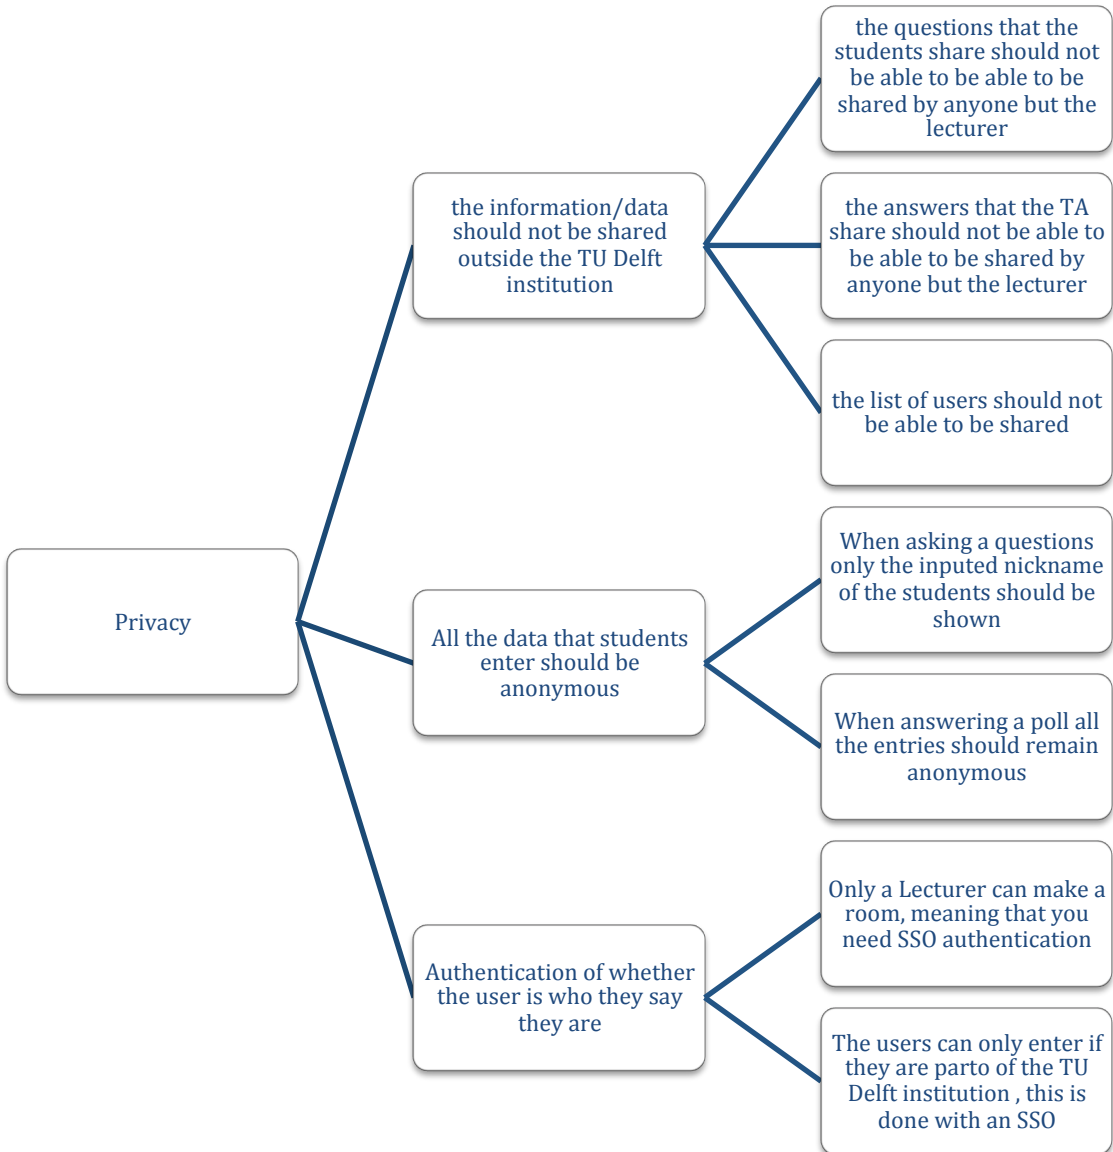 Privacy
the information/data
should not be shared
outside the TU Delft
institution
the questions that the
students share should not
be able to be able to be
shared by anyone but the
lecturer
the answers that the TA
share should not be able to
be able to be shared by
anyone but the lecturer
the list of users should not
be able to be shared
All the data that students
enter should be
anonymous
When asking a questions
only the inputed nickname
of the students should be
shown
When answering a poll all
the entries should remain
anonymous
Authentication of whether
the user is who they say
they are
Only a Lecturer can make a
room, meaning that you
need SSO authentication
The users can only enter if
they are parto of the TU
Delft institution , this is
done with an SSO